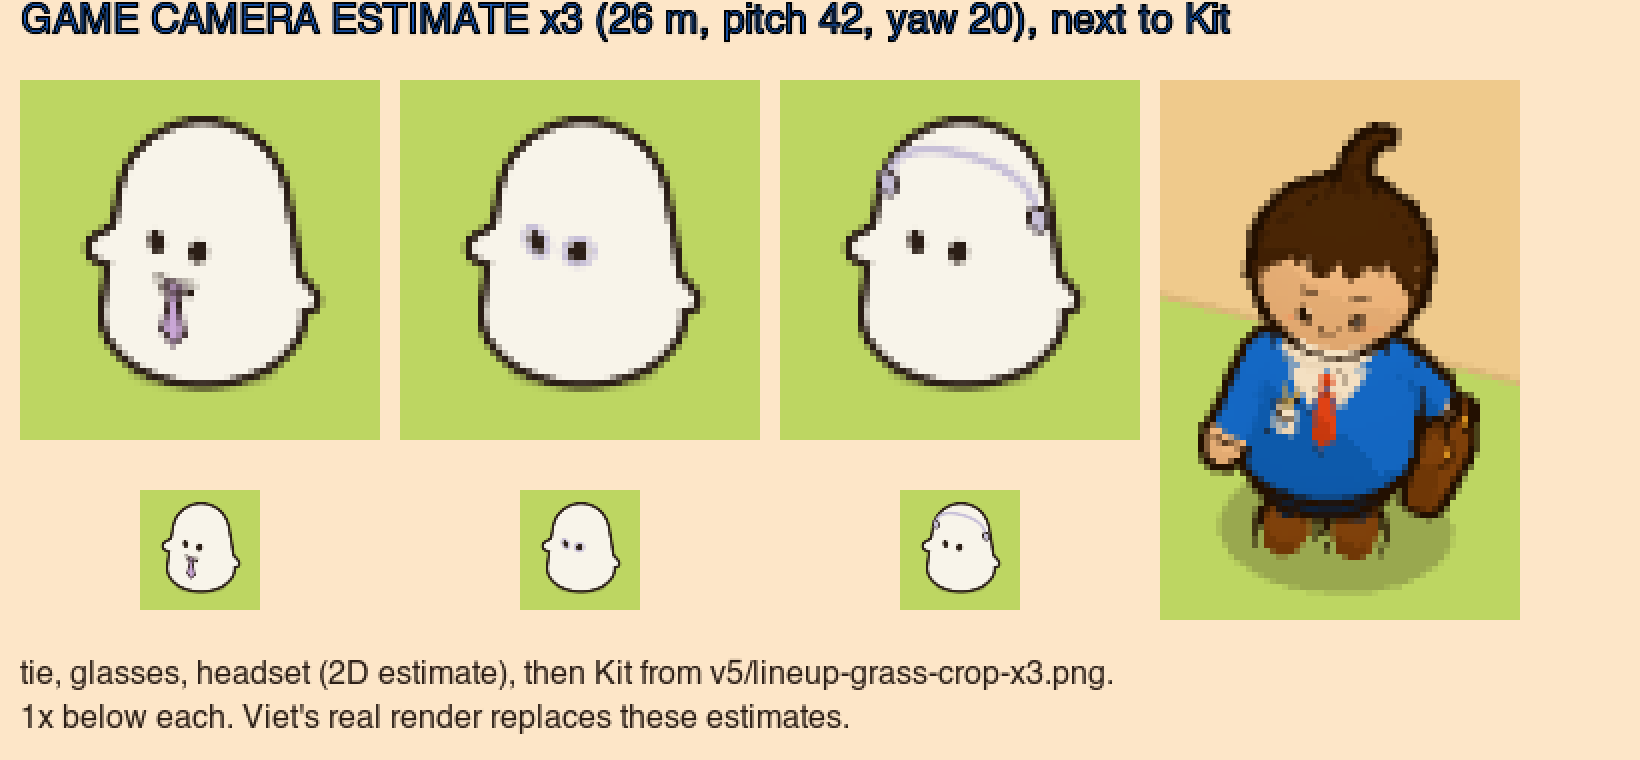 GAME CAMERA ESTIMATE x3 (26 m, pitch 42, yaw 20), next to Kit
tie, glasses, headset (2D estimate), then Kit from v5/lineup-grass-crop-x3.png.
1x below each. Viet's real render replaces these estimates.